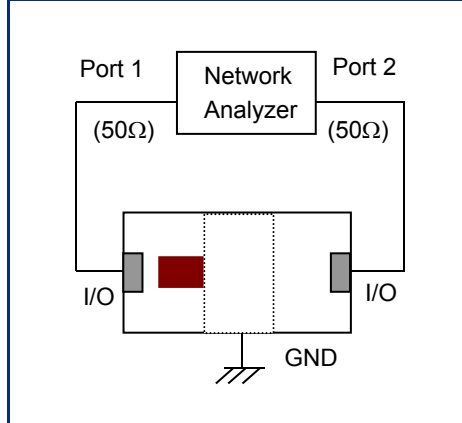 Port 1
Network
Analyzer
Port 2
(50Ω)
(50Ω)
I/O
I/O
GND